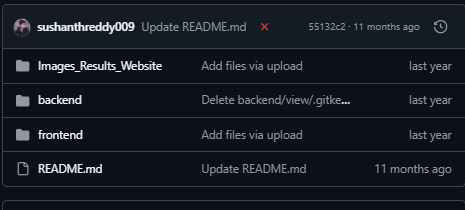 sushanthreddy009 Update README.md 55132c2 · 11 months ago
Images_Results_Website Add files via upload last year
backend Delete backend/view/.gitke... last year
frontend Add files via upload last year
README.md Update README.md 11 months ago